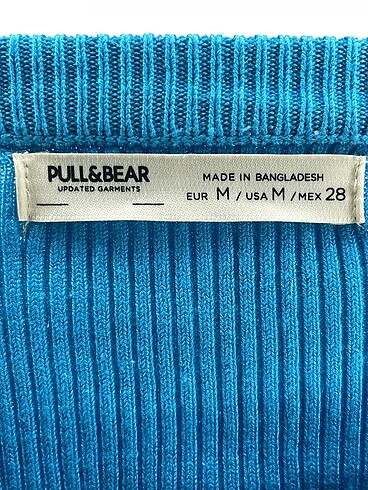 PULL&BEAR
UPDATED GARMENTS
MADE IN BANGLADESH
EUR M / USA M / MEX 28